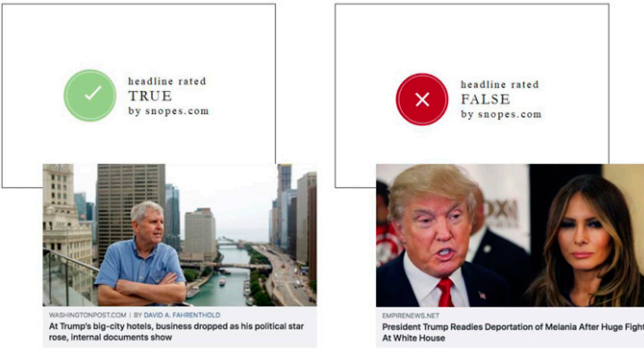 headline rated
TRUE
by snopes.com
WASHINGTONPOST.COM | BY DAVID A. FAHRENTHOLD
At Trump's big-city hotels, business dropped as his political star
rose, internal documents show
headline rated
FALSE
by snopes.com
EMPIRENEWS.NET
President Trump Readies Deportation of Melania After Huge Fight
At White House